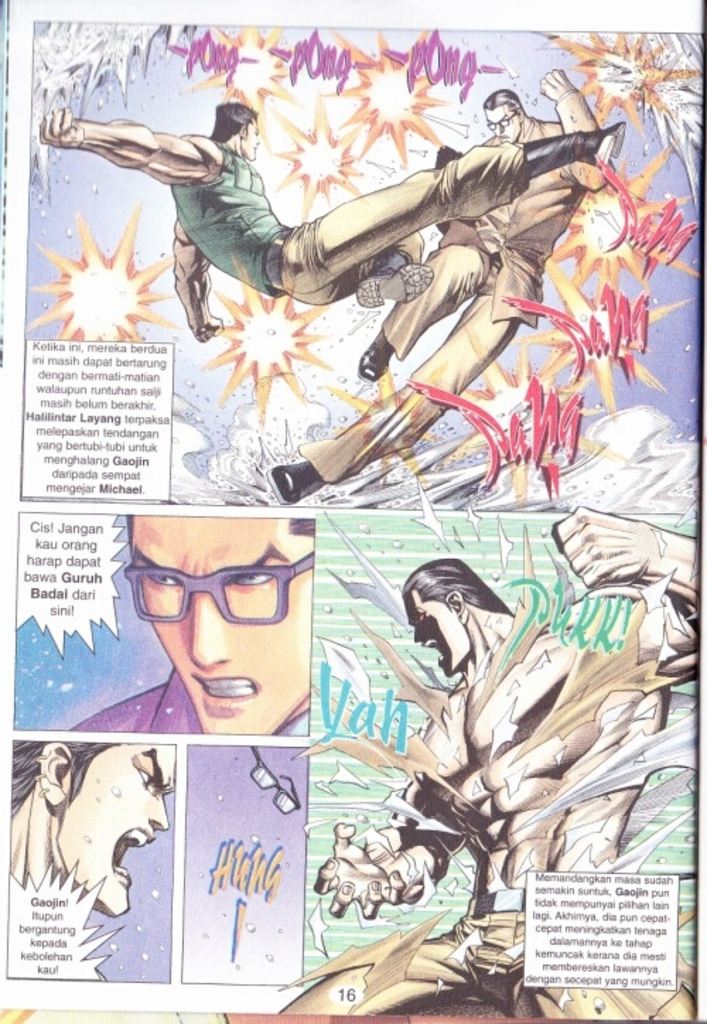 -pong- -pong- -pong-
Dang
Dang
Dang
Ketika ini, mereka berdua
ini masih dapat bertarung
dengan bermati-matian
walaupun runtuhan salji
masih belum berakhir.
Halilintar Layang terpaksa
melepaskan tendangan
yang bertubi-tubi untuk
menghalang Gaojin
daripada sempat
mengejar Michael.
Cis! Jangan
kau orang
harap dapat
bawa Guruh
Badai dari
sini!
PUKK!
Yah
Gaojin!
Itupun
bergantung
kepada
kebolehan
kau!
HUUU
!
Memandangkan masa sudah
semakin suntuk, Gaojin pun
tidak mempunyai pilihan lain
lagi. Akhirnya, dia pun cepat-
cepat meningkatkan tenaga
dalamannya ke tahap
kemuncak kerana dia mesti
membereskan lawannya
dengan secepat yang mungkin.
16